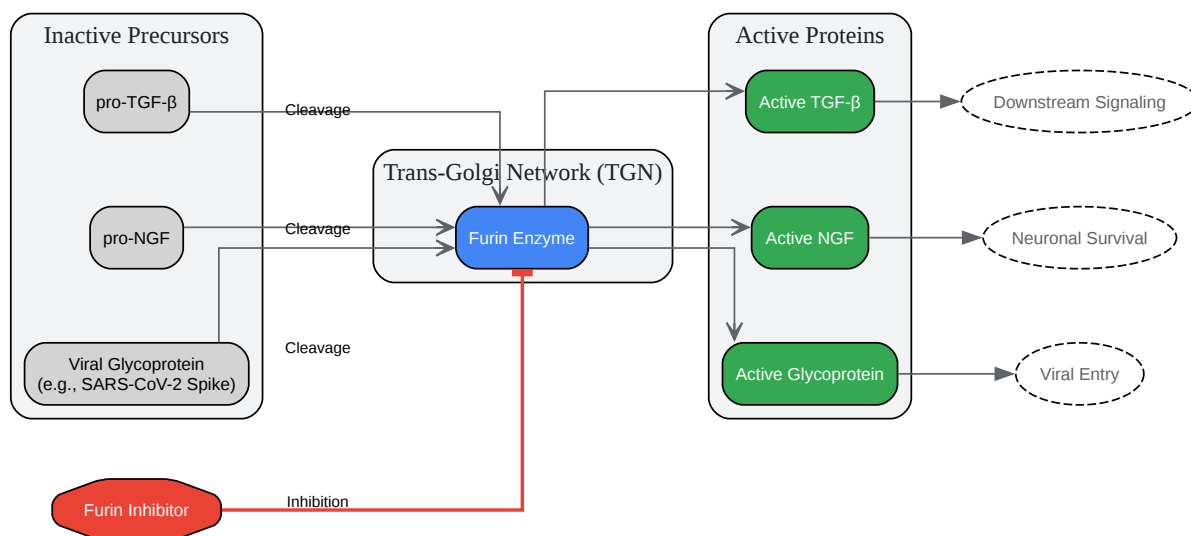 Inactive Precursors
Active Proteins
pro-TGF-β
Cleavage
Active TGF-β
Downstream Signaling
Trans-Golgi Network (TGN)
pro-NGF
Cleavage
Furin Enzyme
Active NGF
Neuronal Survival
Viral Glycoprotein
(e.g., SARS-CoV-2 Spike)
Cleavage
Active Glycoprotein
Viral Entry
Furin Inhibitor
Inhibition